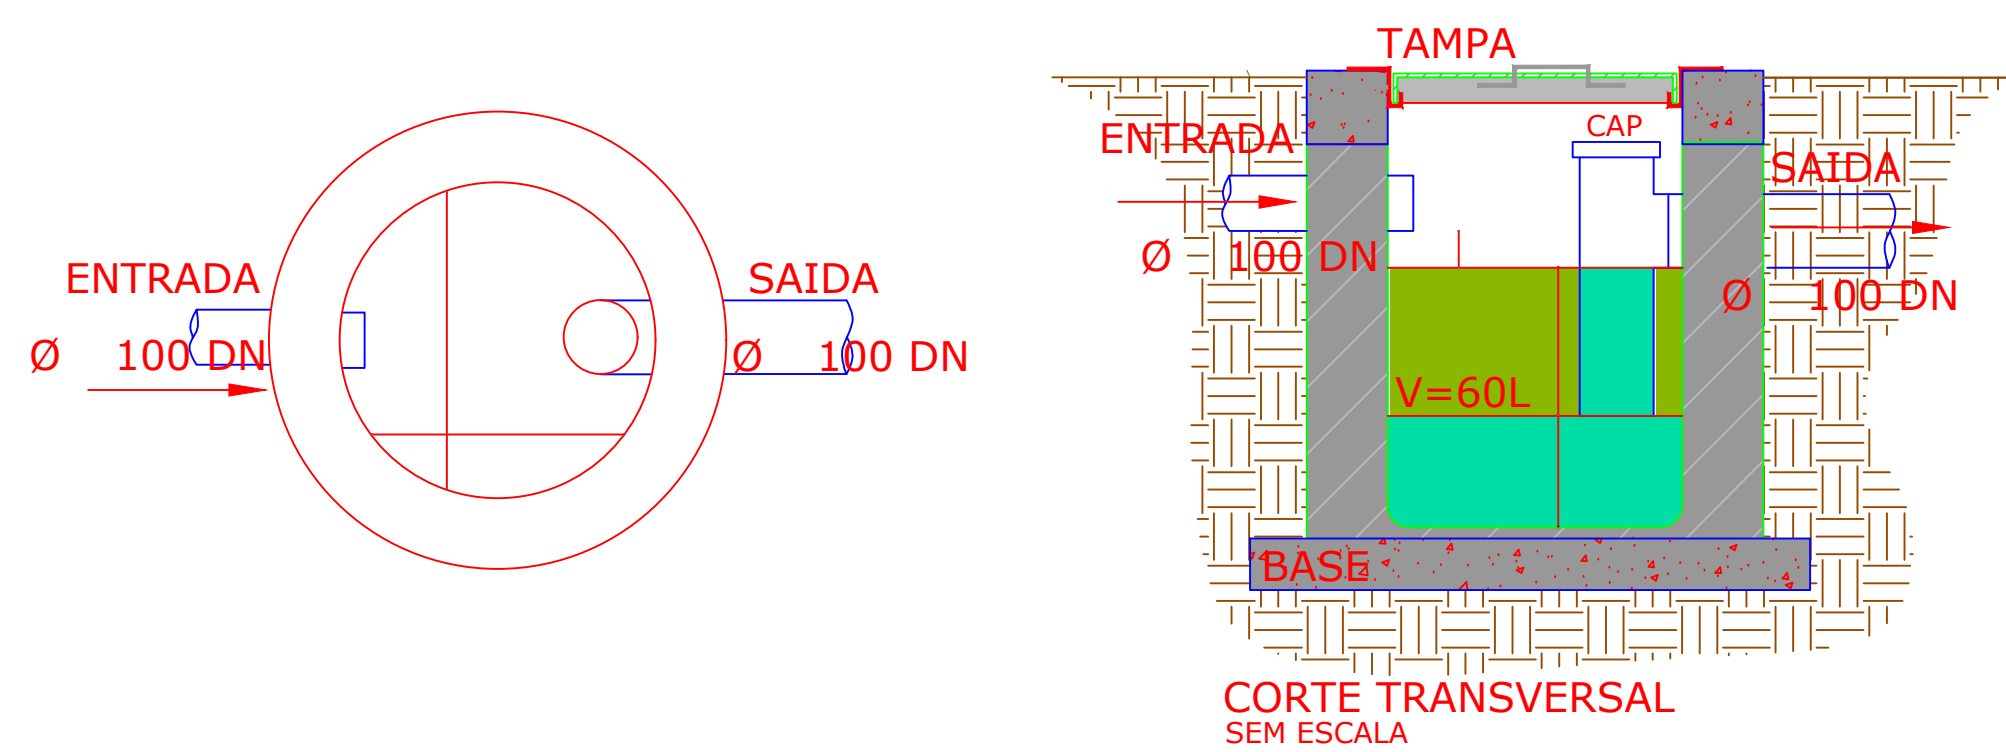 ENTRADA
Ø 100 DN
SAIDA
Ø 100 DN
TAMPA
CAP
ENTRADA
SAIDA
Ø 100 DN
Ø 100 DN
V=60L
BASE
CORTE TRANSVERSAL
SEM ESCALA